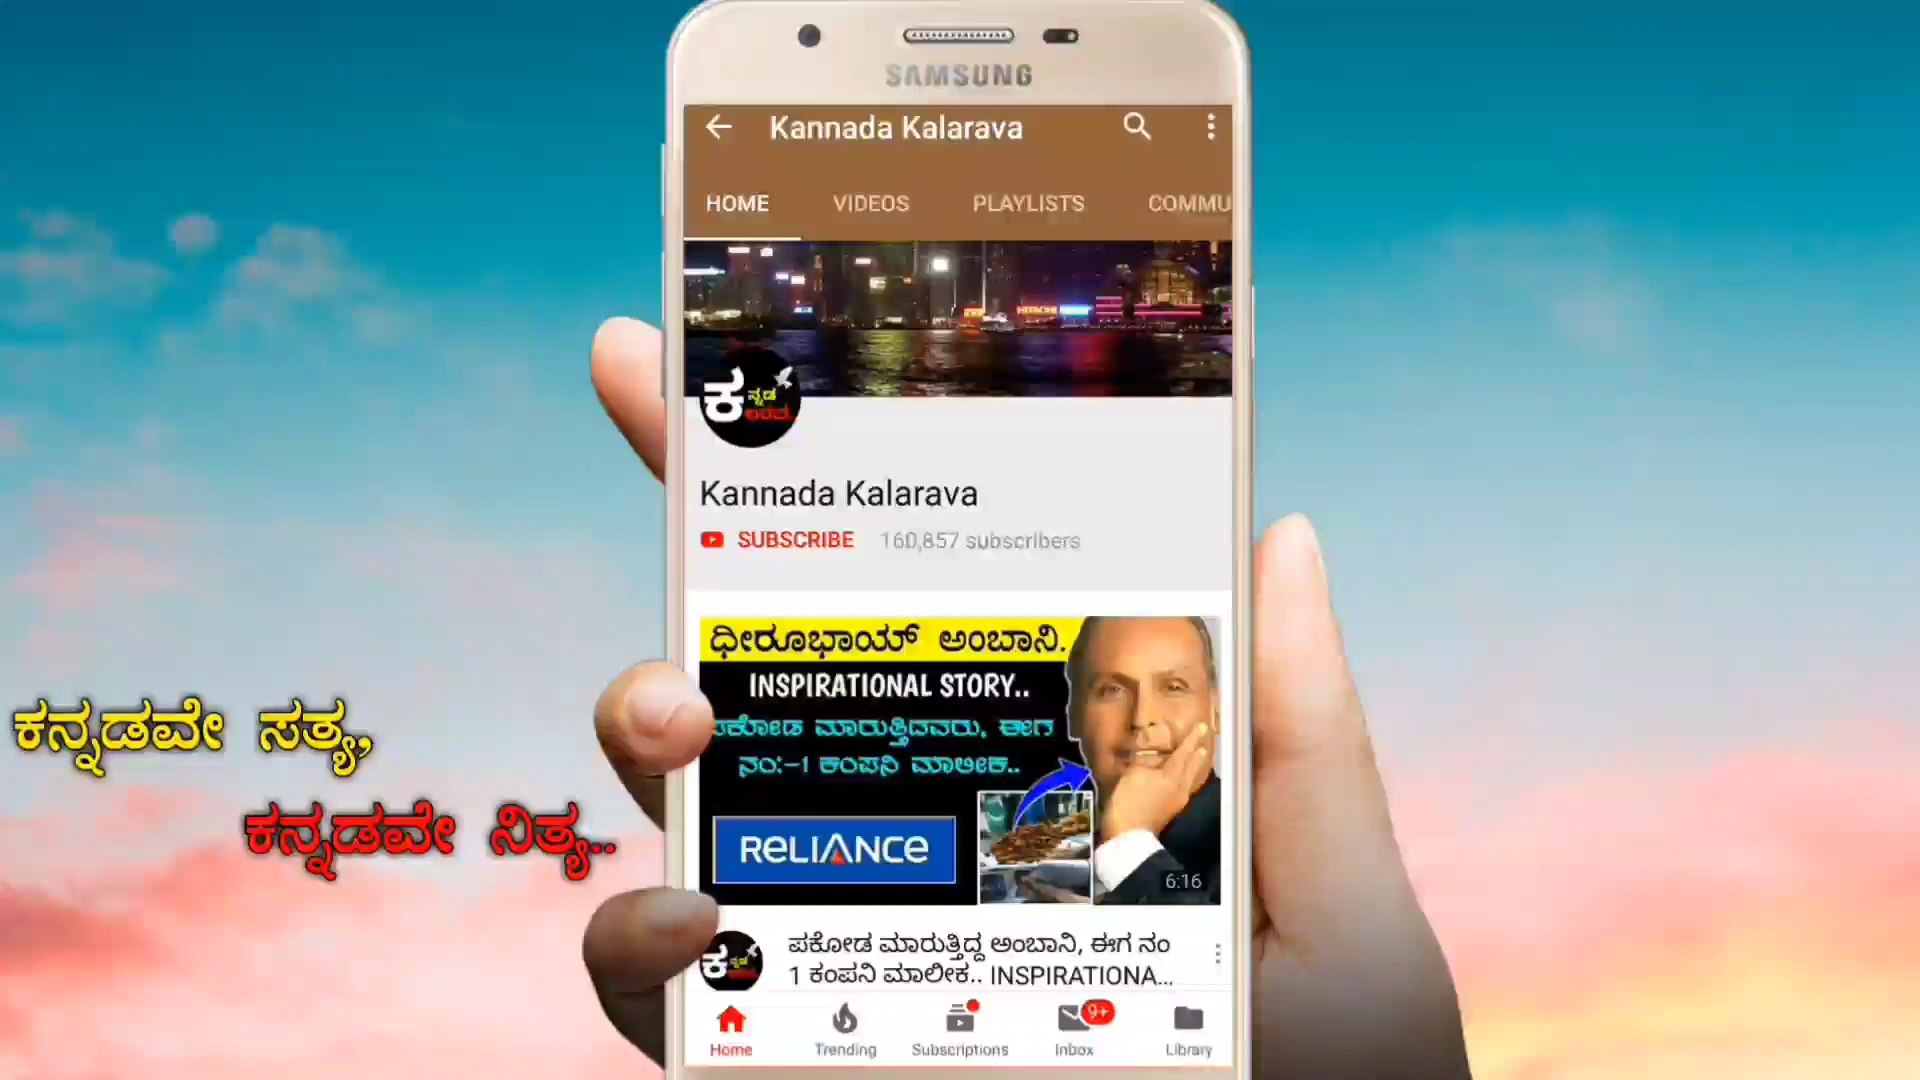 SAMSUNG
Kannada Kalarava
HOME VIDEOS PLAYLISTS COMMU
ಕನ್ನಡ
Kannada Kalarava
SUBSCRIBE 160,857 subscribers
ಧೀರೂಭಾಯ್ ಅಂಬಾನಿ.
INSPIRATIONAL STORY..
ಪಕೋಡ ಮಾರುತ್ತಿದವರು, ಈಗ
ನಂ:-1 ಕಂಪನಿ ಮಾಲೀಕ..
RELIANCE
6:16
ಕನ್ನಡವೇ ಸತ್ಯ,
ಕನ್ನಡವೇ ನಿತ್ಯ..
ಪಕೋಡ ಮಾರುತ್ತಿದ್ದ ಅಂಬಾನಿ, ಈಗ ನಂ
1 ಕಂಪನಿ ಮಾಲೀಕ.. INSPIRATIONA...
9+
Home Trending Subscriptions Inbox Library